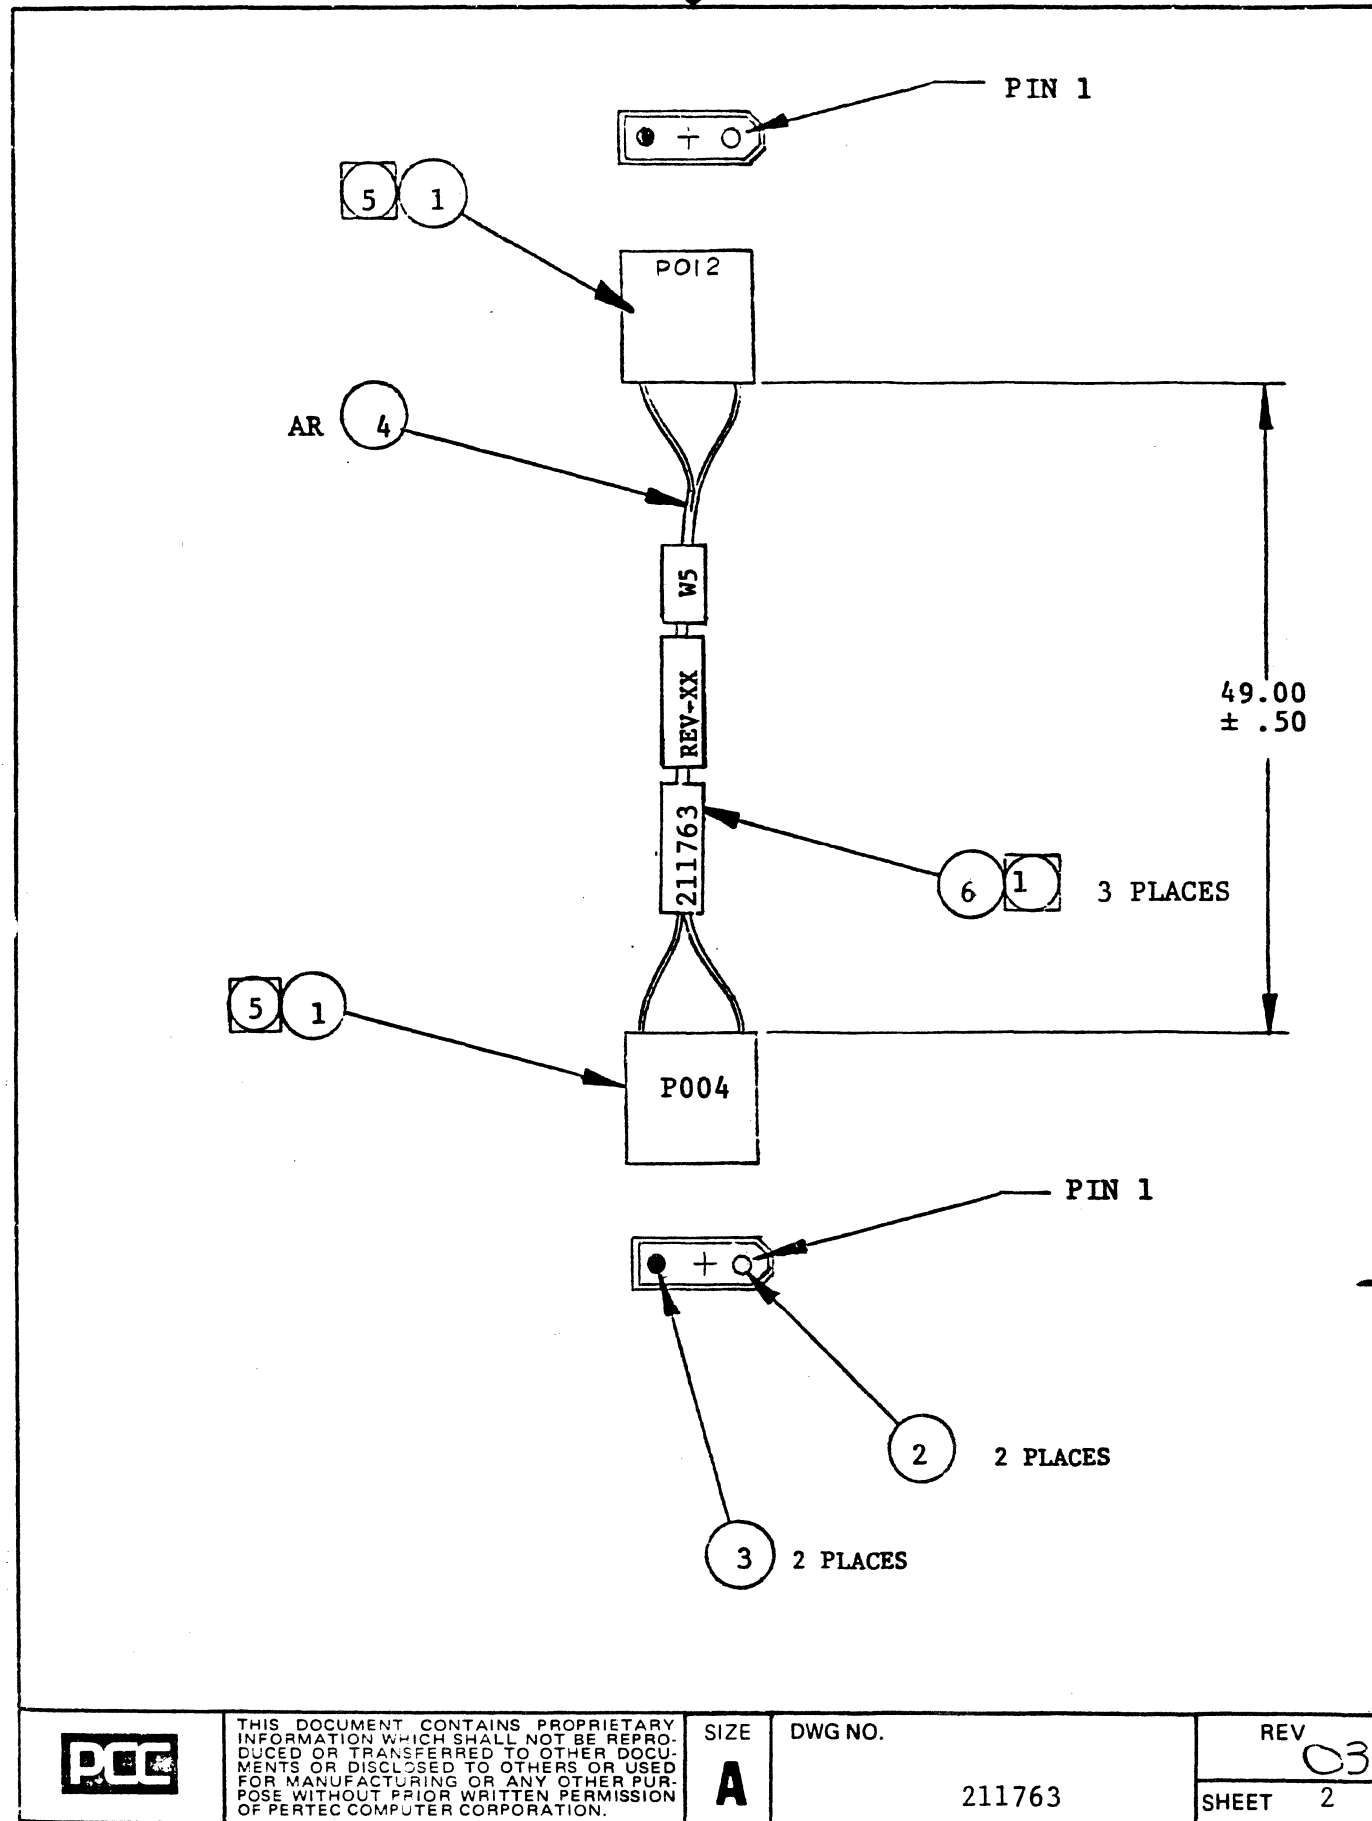 PIN 1
5 1
P012
AR 4
W5
REV-XX
49.00
± .50
211763
6 1 3 PLACES
5 1
P004
PIN 1
2 2 PLACES
3 2 PLACES
PCC
THIS DOCUMENT CONTAINS PROPRIETARY
INFORMATION WHICH SHALL NOT BE REPRO-
DUCED OR TRANSFERRED TO OTHER DOCU-
MENTS OR DISCLOSED TO OTHERS OR USED
FOR MANUFACTURING OR ANY OTHER PUR-
POSE WITHOUT PRIOR WRITTEN PERMISSION
OF PERTEC COMPUTER CORPORATION.
SIZE
A
DWG NO.
211763
REV
03
SHEET 2